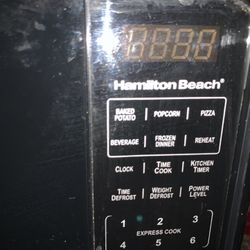 Hamilton Beach®
BAKED POTATO POPCORN PIZZA
BEVERAGE FROZEN DINNER REHEAT
CLOCK TIME COOK KITCHEN TIMER
TIME DEFROST WEIGHT DEFROST POWER LEVEL
1 2 3
EXPRESS COOK
4 5 6